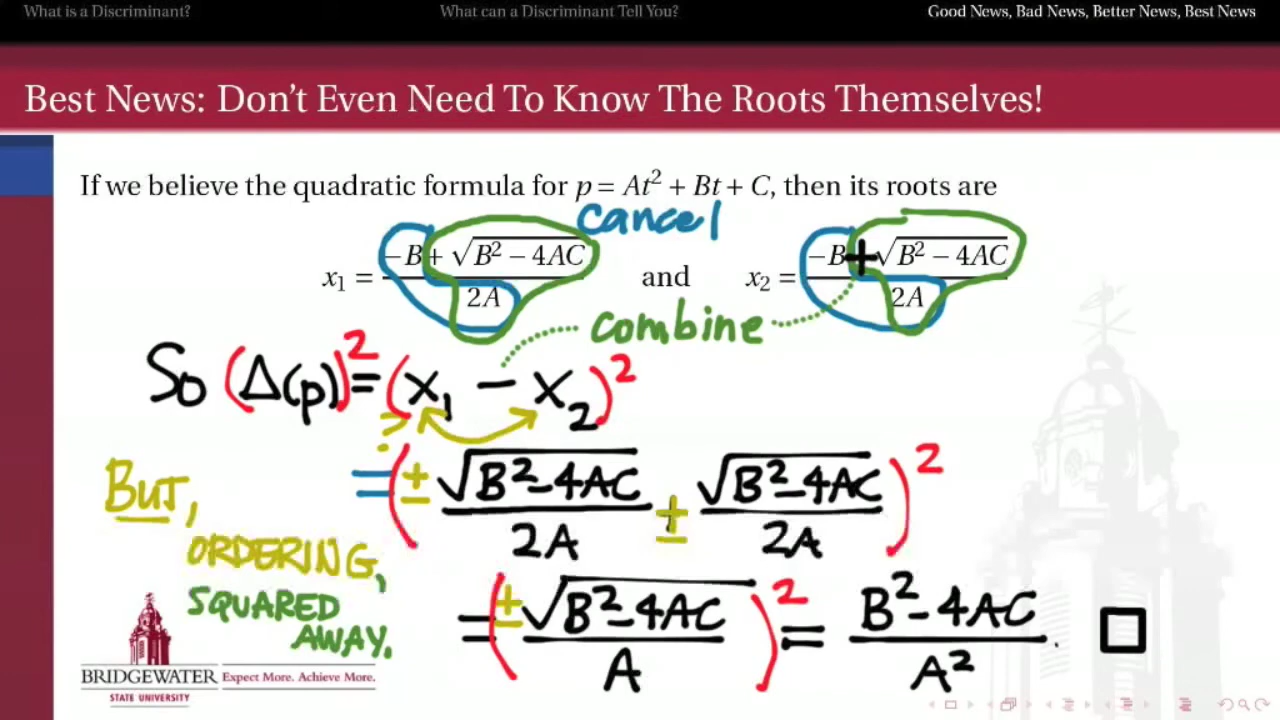 What is a Discriminant? What can a Discriminant Tell You? Good News, Bad News, Better News, Best News
Best News: Don't Even Need To Know The Roots Themselves!
If we believe the quadratic formula for p = At² + Bt + C, then its roots are
cancel
x₁ = (−B + √(B² − 4AC)) / 2A and x₂ = (−B + √(B² − 4AC)) / 2A
combine
So (Δ(p))² = (x₁ − x₂)²
= (± √(B²−4AC) / 2A ± √(B²−4AC) / 2A)²
BUT,
ORDERING,
SQUARED
AWAY.
= (± √(B²−4AC) / A)² = (B²−4AC) / A². □
BRIDGEWATER
STATE UNIVERSITY
Expect More. Achieve More.